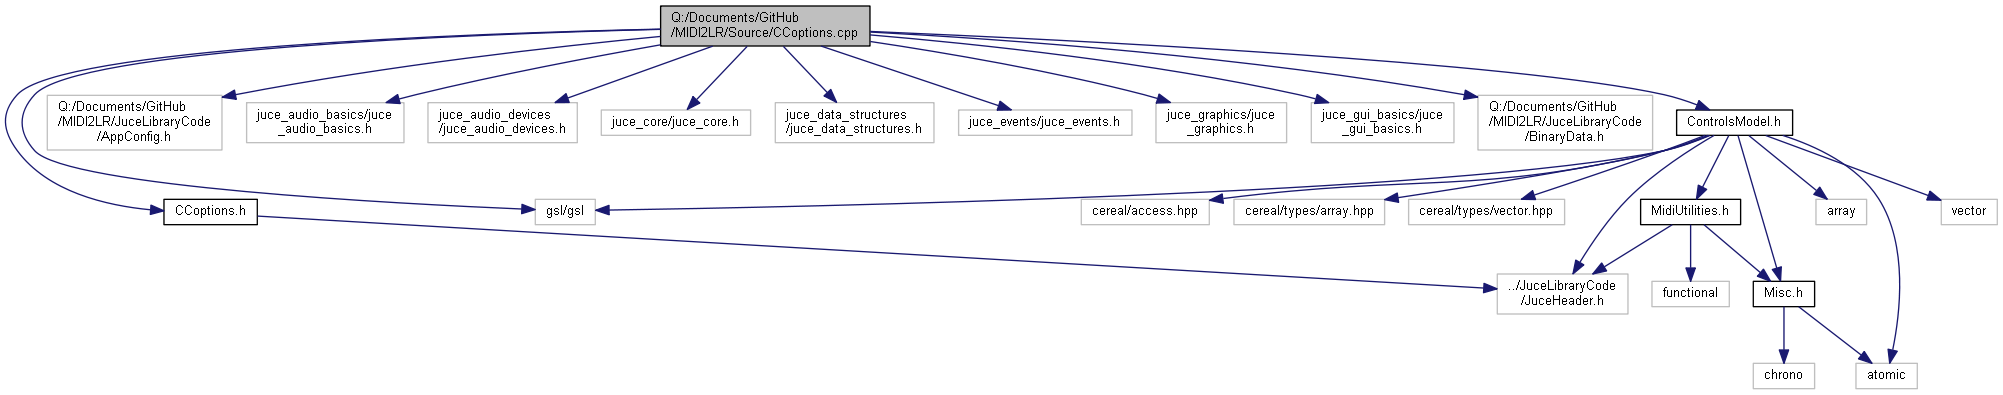 Q:/Documents/GitHub
/MIDI2LR/Source/CCoptions.cpp
Q:/Documents/GitHub
/MIDI2LR/JuceLibraryCode
/AppConfig.h
juce_audio_basics/juce
_audio_basics.h
juce_audio_devices
/juce_audio_devices.h
juce_core/juce_core.h
juce_data_structures
/juce_data_structures.h
juce_events/juce_events.h
juce_graphics/juce
_graphics.h
juce_gui_basics/juce
_gui_basics.h
Q:/Documents/GitHub
/MIDI2LR/JuceLibraryCode
/BinaryData.h
ControlsModel.h
CCoptions.h
gsl/gsl
cereal/access.hpp
cereal/types/array.hpp
cereal/types/vector.hpp
MidiUtilities.h
array
vector
../JuceLibraryCode
/JuceHeader.h
functional
Misc.h
chrono
atomic